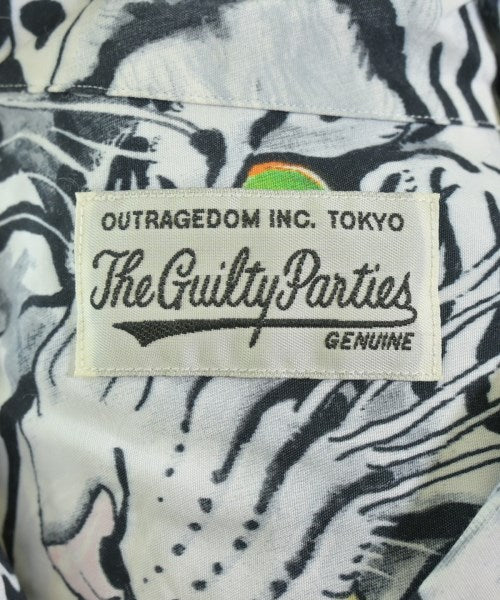 OUTRAGEDOM INC. TOKYO
The Guilty Parties
GENUINE